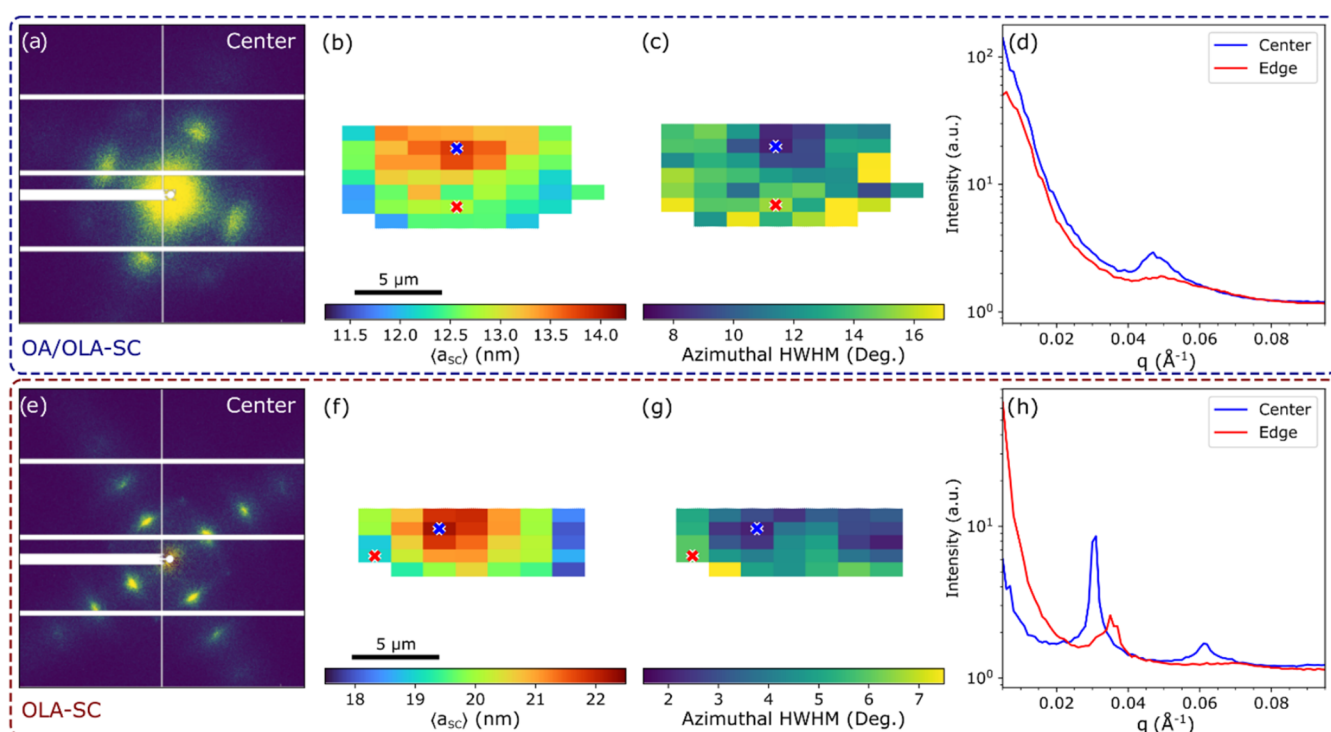 (a) Center
(b)
(c)
(d)
Center
Edge
10²
10¹
10⁰
Intensity (a.u.)
0.02 0.04 0.06 0.08
q (Å⁻¹)
5 µm
11.5 12.0 12.5 13.0 13.5 14.0
⟨aSC⟩ (nm)
8 10 12 14 16
Azimuthal HWHM (Deg.)
OA/OLA-SC
(e) Center
(f)
(g)
(h)
Center
Edge
10¹
10⁰
Intensity (a.u.)
0.02 0.04 0.06 0.08
q (Å⁻¹)
5 µm
18 19 20 21 22
⟨aSC⟩ (nm)
2 3 4 5 6 7
Azimuthal HWHM (Deg.)
OLA-SC